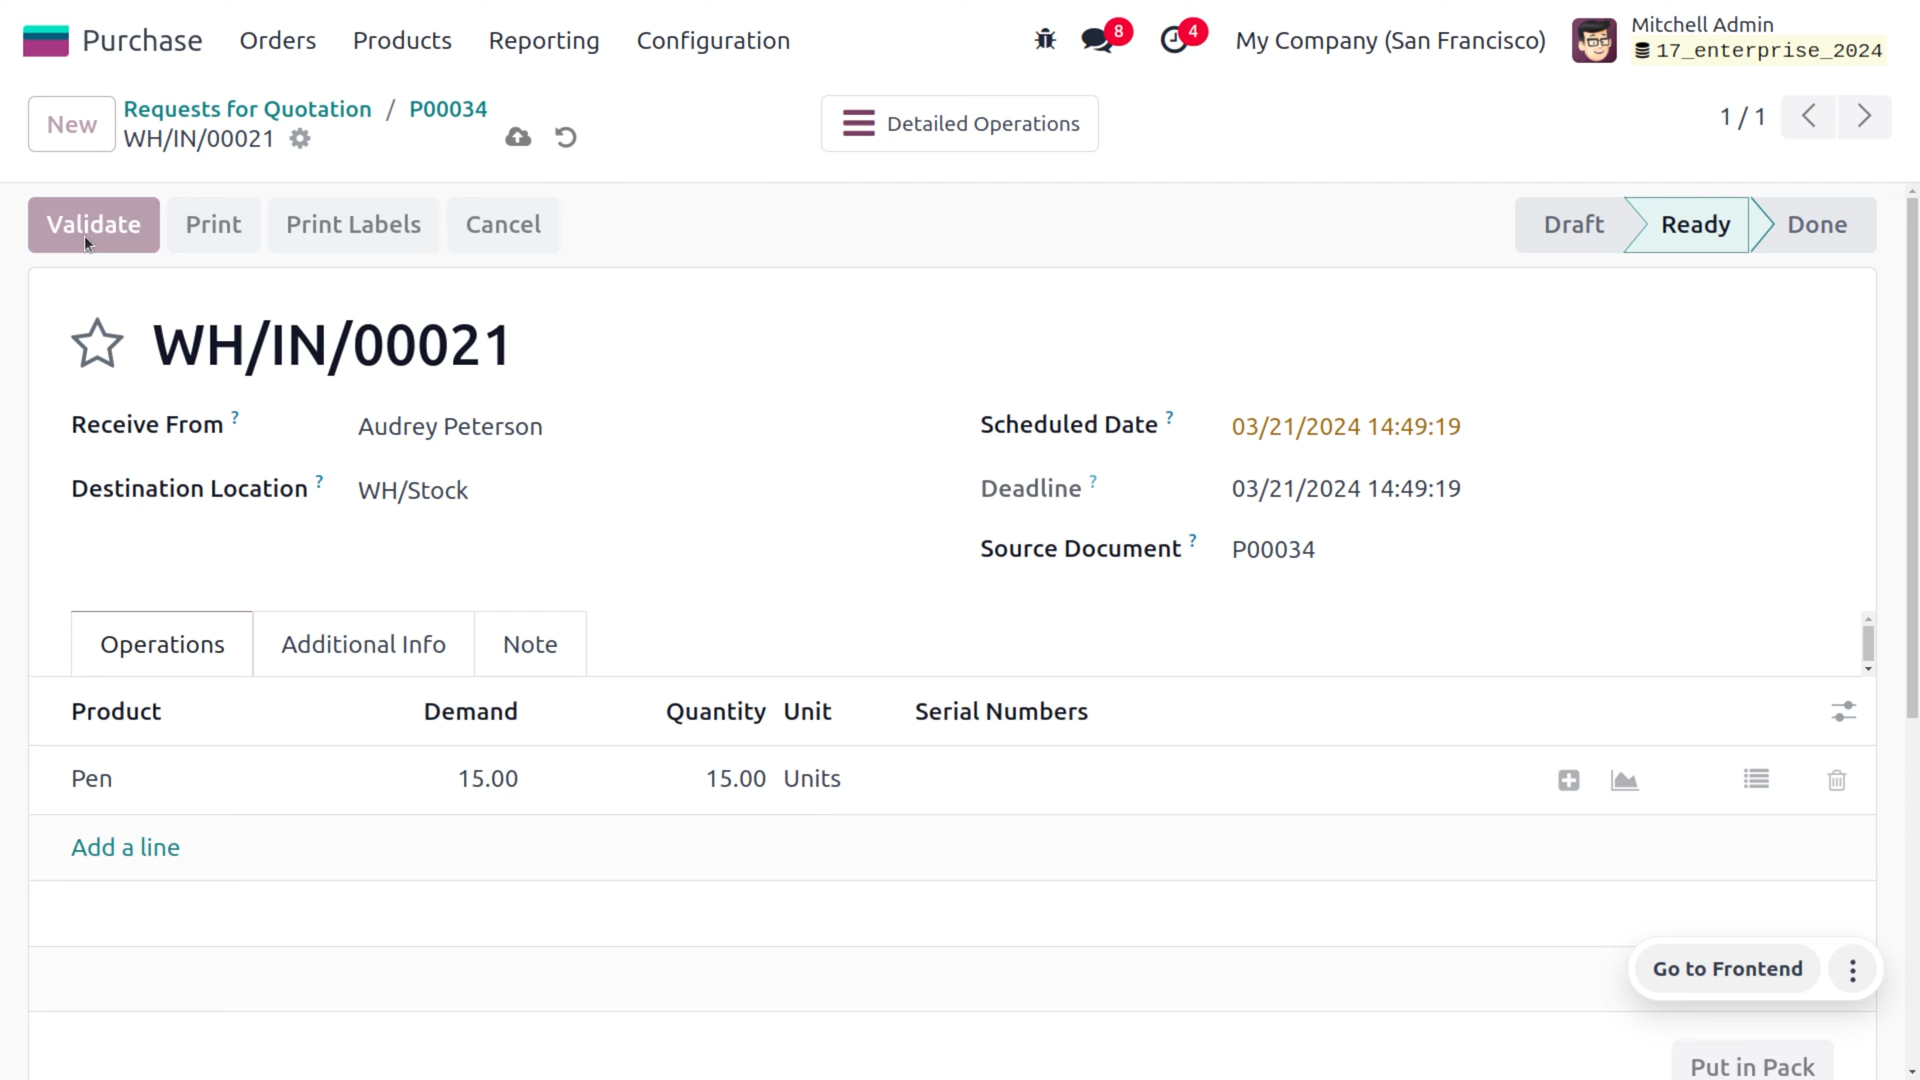 Purchase Orders Products Reporting Configuration 8 4 My Company (San Francisco) Mitchell Admin
17_enterprise_2024
New Requests for Quotation / P00034
WH/IN/00021
Detailed Operations
1 / 1
Validate Print Print Labels Cancel Draft Ready Done
WH/IN/00021
Receive From ? Audrey Peterson Scheduled Date ? 03/21/2024 14:49:19
Destination Location ? WH/Stock Deadline ? 03/21/2024 14:49:19
Source Document ? P00034
Operations Additional Info Note
Product Demand Quantity Unit Serial Numbers
Pen 15.00 15.00 Units
Add a line
Go to Frontend
Put in Pack